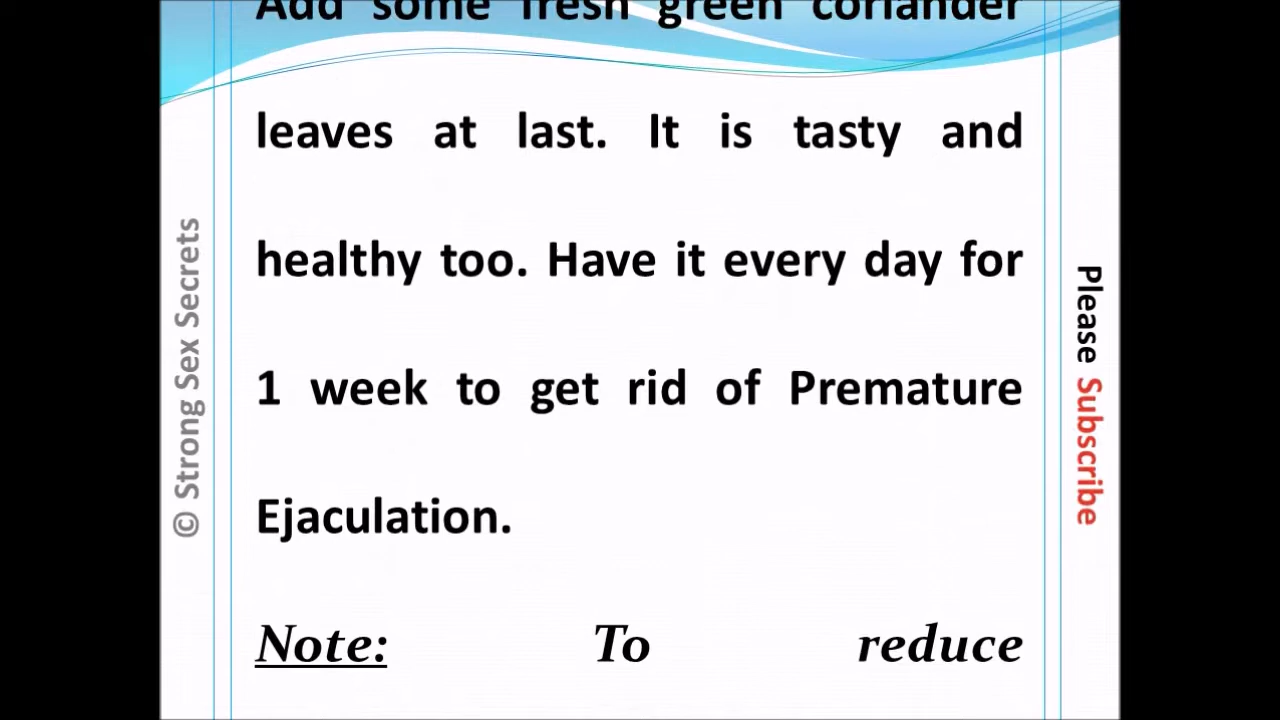 Add some fresh green coriander
leaves at last. It is tasty and
healthy too. Have it every day for
1 week to get rid of Premature
Ejaculation.
Note: To reduce
© Strong Sex Secrets
Please Subscribe